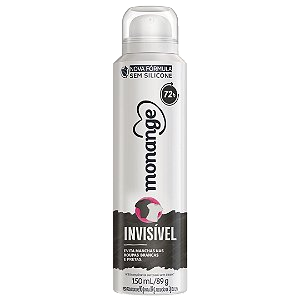 NOVA FÓRMULA
SEM SILICONE
72h
monange
INVISÍVEL
EVITA MANCHAS NAS
ROUPAS BRANCAS
E PRETAS
150 mL/89 g